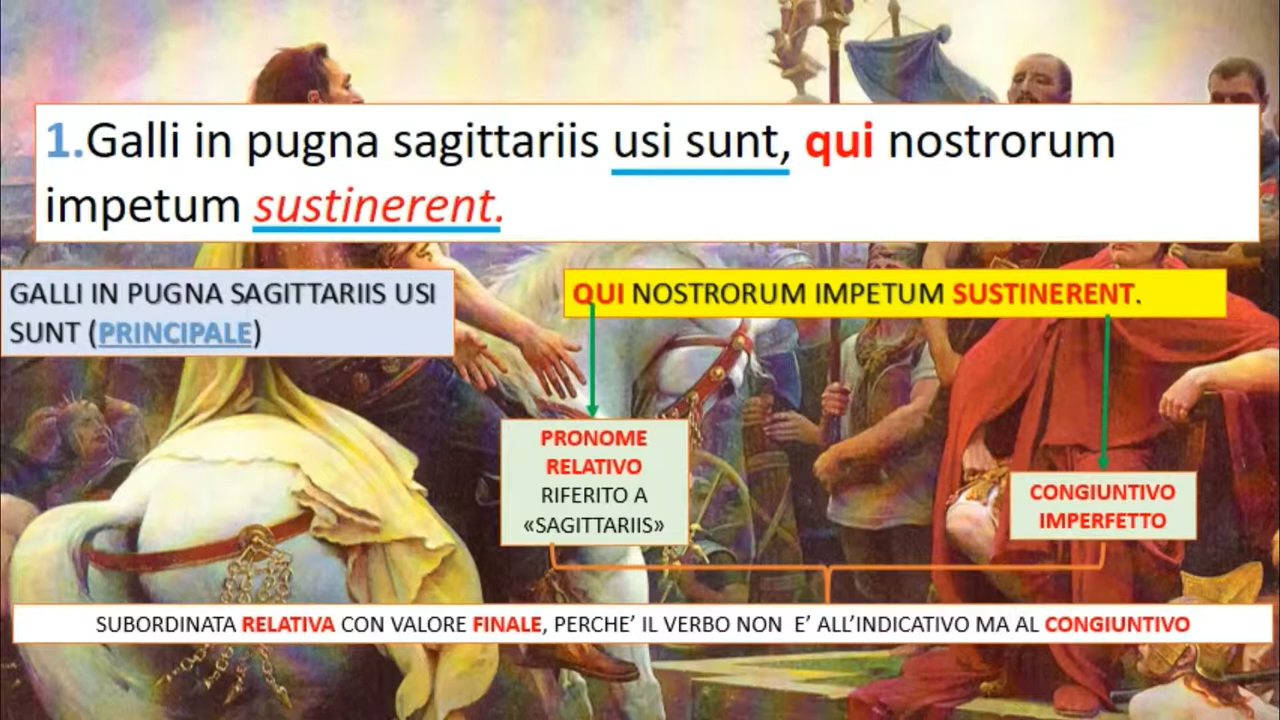 1.Galli in pugna sagittariis usi sunt, qui nostrorum
impetum sustinerent.
GALLI IN PUGNA SAGITTARIIS USI
SUNT (PRINCIPALE)
QUI NOSTRORUM IMPETUM SUSTINERENT.
PRONOME
RELATIVO
RIFERITO A
«SAGITTARIIS»
CONGIUNTIVO
IMPERFETTO
SUBORDINATA RELATIVA CON VALORE FINALE, PERCHE’ IL VERBO NON E’ ALL’INDICATIVO MA AL CONGIUNTIVO